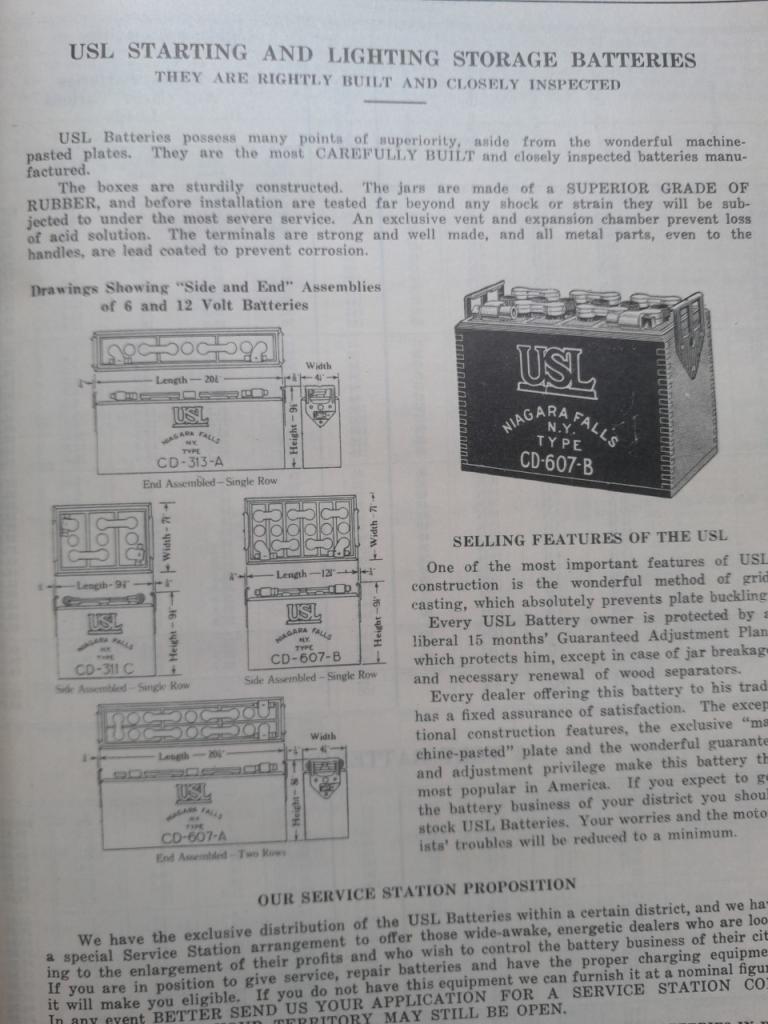 USL STARTING AND LIGHTING STORAGE BATTERIES
THEY ARE RIGHTLY BUILT AND CLOSELY INSPECTED
USL Batteries possess many points of superiority, aside from the wonderful machine-
pasted plates. They are the most CAREFULLY BUILT and closely inspected batteries manu-
factured.
The boxes are sturdily constructed. The jars are made of a SUPERIOR GRADE OF
RUBBER, and before installation are tested far beyond any shock or strain they will be sub-
jected to under the most severe service. An exclusive vent and expansion chamber prevent loss
of acid solution. The terminals are strong and well made, and all metal parts, even to the
handles, are lead coated to prevent corrosion.
Drawings Showing "Side and End" Assemblies
of 6 and 12 Volt Batteries
Length
Width
Height
USL
NIAGARA FALLS
N.Y.
TYPE
CD-313-A
End Assembled—Single Row
Width
Length
Height
USL
NIAGARA FALLS
N.Y.
TYPE
CD-311 C
Side Assembled—Single Row
Width
Length
Height
USL
NIAGARA FALLS
N.Y.
TYPE
CD-607-B
Side Assembled—Single Row
Length
Width
Height
USL
NIAGARA FALLS
N.Y.
TYPE
CD-607-A
End Assembled—Two Rows
USL
NIAGARA FALLS
N.Y.
TYPE
CD-607-B
SELLING FEATURES OF THE USL
One of the most important features of USL
construction is the wonderful method of grid
casting, which absolutely prevents plate buckling
Every USL Battery owner is protected by a
liberal 15 months' Guaranteed Adjustment Plan
which protects him, except in case of jar breakage
and necessary renewal of wood separators.
Every dealer offering this battery to his trad
has a fixed assurance of satisfaction. The excep
tional construction features, the exclusive "ma
chine-pasted" plate and the wonderful guarante
and adjustment privilege make this battery th
most popular in America. If you expect to ge
the battery business of your district you shou
stock USL Batteries. Your worries and the moto
ists' troubles will be reduced to a minimum.
OUR SERVICE STATION PROPOSITION
We have the exclusive distribution of the USL Batteries within a certain district, and we hav
a special Service Station arrangement to offer those wide-awake, energetic dealers who are loo
ing to the enlargement of their profits and who wish to control the battery business of their cit
If you are in position to give service, repair batteries and have the proper charging equipme
it will make you eligible. If you do not have this equipment we can furnish it at a nominal figu
In any event BETTER SEND US YOUR APPLICATION FOR A SERVICE STATION CO
TERRITORY MAY STILL BE OPEN.